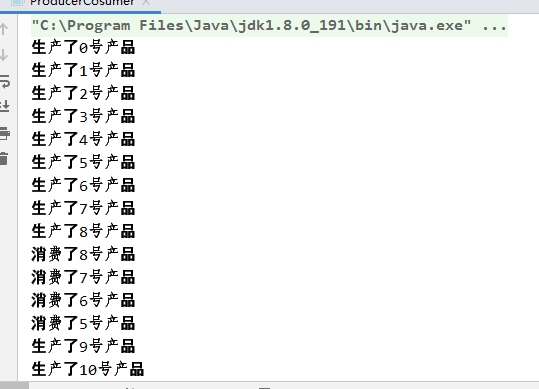 ProducerCosumer
"C:\Program Files\Java\jdk1.8.0_191\bin\java.exe" ...
生产了0号产品
生产了1号产品
生产了2号产品
生产了3号产品
生产了4号产品
生产了5号产品
生产了6号产品
生产了7号产品
生产了8号产品
消费了8号产品
消费了7号产品
消费了6号产品
消费了5号产品
生产了9号产品
生产了10号产品